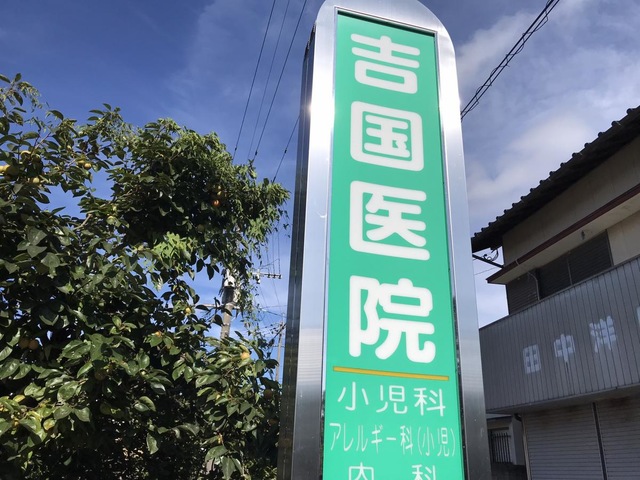 吉国医院
小児科
アレルギー科(小児)
内科
田中洋